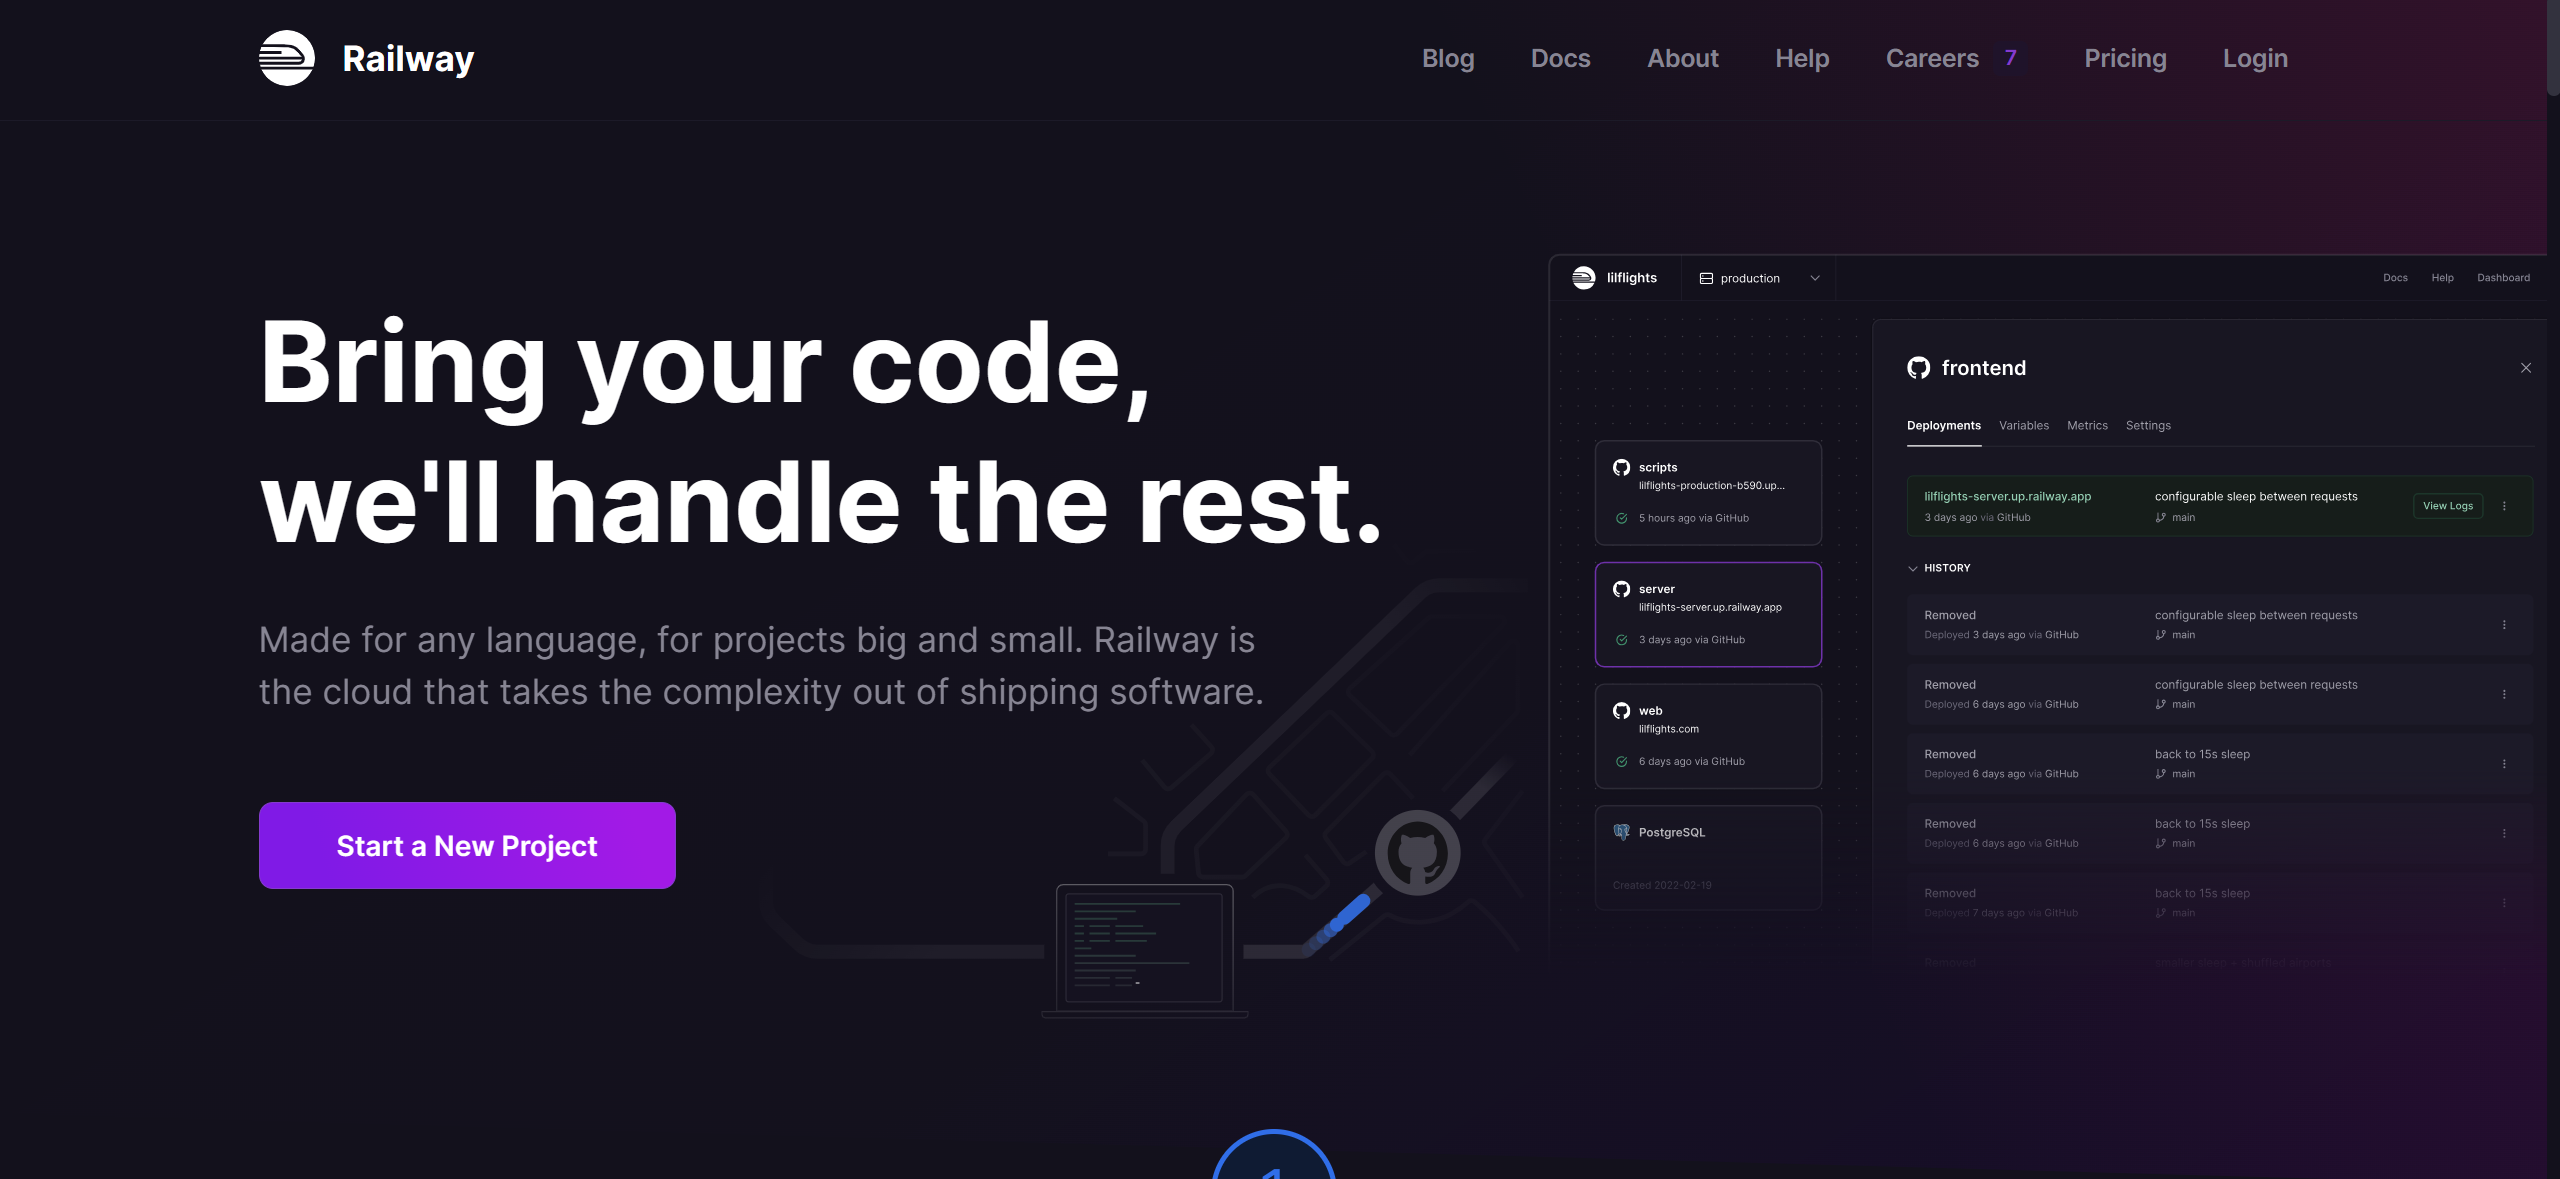 Railway
Blog
Docs
About
Help
Careers 7
Pricing
Login
Bring your code,
we'll handle the rest.
Made for any language, for projects big and small. Railway is
the cloud that takes the complexity out of shipping software.
Start a New Project
lilflights
production
Docs
Help
Dashboard
scripts
lilflights-production-b590.up...
5 hours ago via GitHub
server
lilflights-server.up.railway.app
3 days ago via GitHub
web
lilflights.com
6 days ago via GitHub
PostgreSQL
Created 2022-02-19
frontend
Deployments
Variables
Metrics
Settings
lilflights-server.up.railway.app
3 days ago via GitHub
configurable sleep between requests
main
View Logs
HISTORY
Removed
Deployed 3 days ago via GitHub
configurable sleep between requests
main
Removed
Deployed 6 days ago via GitHub
configurable sleep between requests
main
Removed
Deployed 6 days ago via GitHub
back to 15s sleep
main
Removed
Deployed 6 days ago via GitHub
back to 15s sleep
main
Removed
Deployed 7 days ago via GitHub
back to 15s sleep
main
Removed
smaller sleep + shuffled airports
1